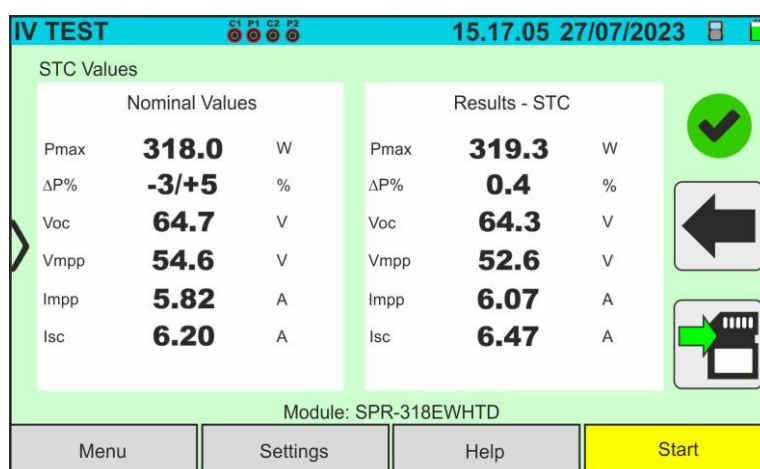 IV TEST C1 P1 C2 P2 15.17.05 27/07/2023
STC Values
Nominal Values
Pmax 318.0 W
ΔP% -3/+5 %
Voc 64.7 V
Vmpp 54.6 V
Impp 5.82 A
Isc 6.20 A
Results - STC
Pmax 319.3 W
ΔP% 0.4 %
Voc 64.3 V
Vmpp 52.6 V
Impp 6.07 A
Isc 6.47 A
Module: SPR-318EWHTD
Menu Settings Help Start